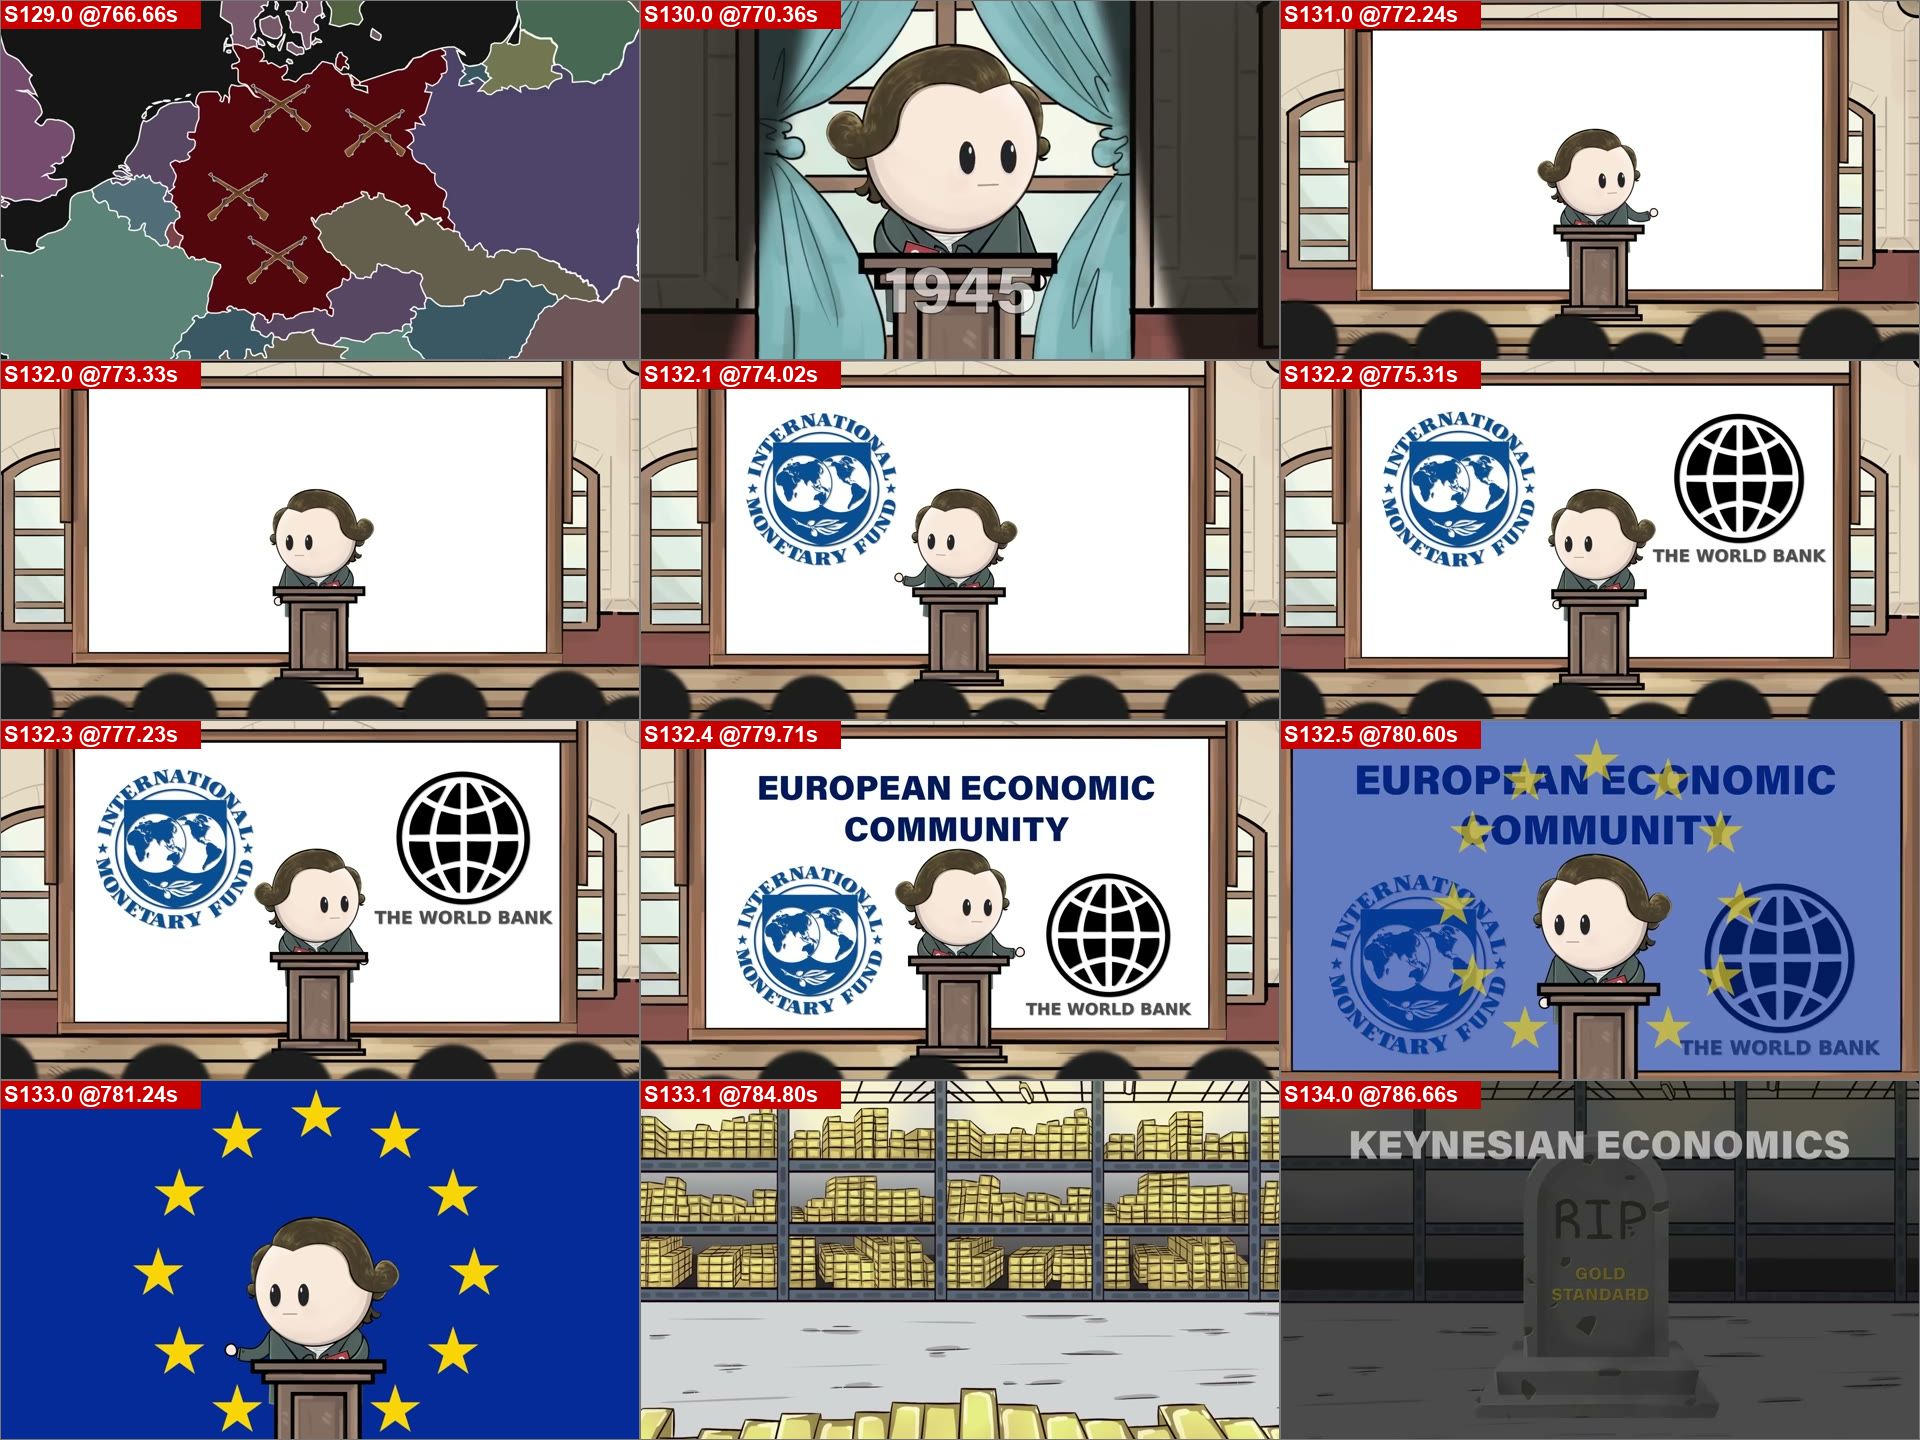 S129.0 @766.66s
S130.0 @770.36s
1945
S131.0 @772.24s
S132.0 @773.33s
S132.1 @774.02s
INTERNATIONAL
MONETARY FUND
S132.2 @775.31s
INTERNATIONAL
MONETARY FUND
THE WORLD BANK
S132.3 @777.23s
INTERNATIONAL
MONETARY FUND
THE WORLD BANK
S132.4 @779.71s
EUROPEAN ECONOMIC
COMMUNITY
INTERNATIONAL
MONETARY FUND
THE WORLD BANK
S132.5 @780.60s
EUROPEAN ECONOMIC
COMMUNITY
INTERNATIONAL
MONETARY FUND
THE WORLD BANK
S133.0 @781.24s
S133.1 @784.80s
S134.0 @786.66s
KEYNESIAN ECONOMICS
RIP
GOLD
STANDARD